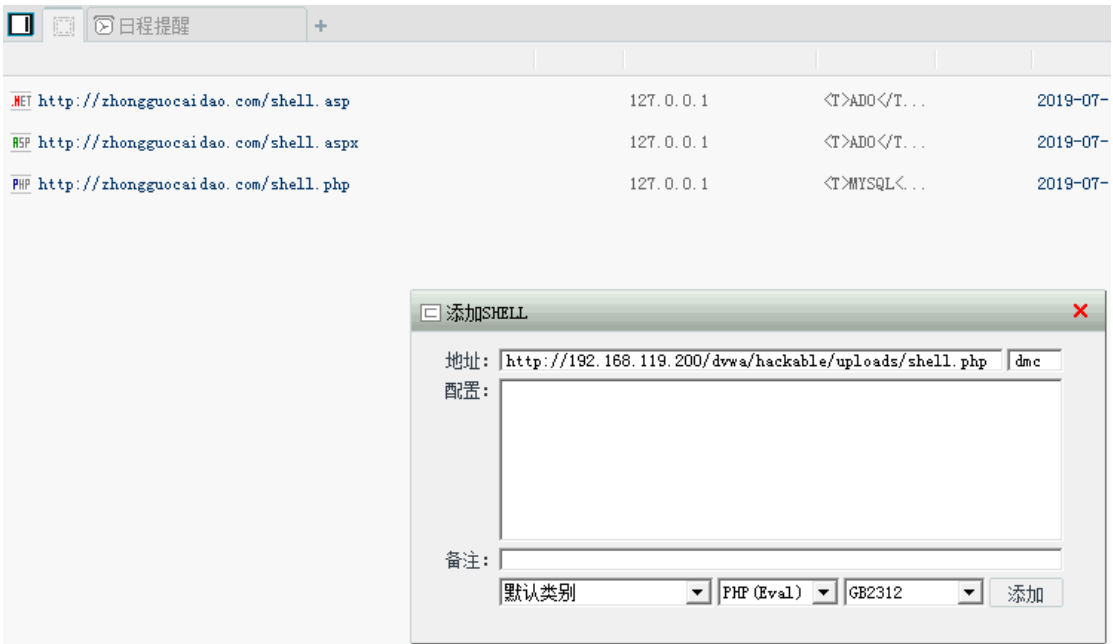 日程提醒 +
.NET http://zhongguocaidao.com/shell.asp 127.0.0.1 <T>ADO</T... 2019-07-
ASP http://zhongguocaidao.com/shell.aspx 127.0.0.1 <T>ADO</T... 2019-07-
PHP http://zhongguocaidao.com/shell.php 127.0.0.1 <T>MYSQL<... 2019-07-
添加SHELL
地址: http://192.168.119.200/dvwa/hackable/uploads/shell.php dmc
配置:
备注:
默认类别 PHP(Eval) GB2312 添加